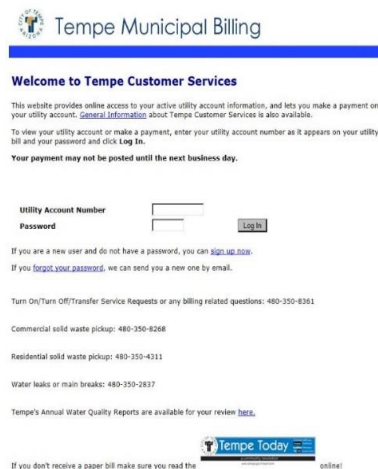 CITY OF TEMPE
ARIZONA
Tempe Municipal Billing
Welcome to Tempe Customer Services
This website provides online access to your active utility account information, and lets you make a payment on
your utility account. General Information about Tempe Customer Services is also available.
To view your utility account or make a payment, enter your utility account number as it appears on your utility
bill and your password and click Log In.
Your payment may not be posted until the next business day.
Utility Account Number
Password Log In
If you are a new user and do not have a password, you can sign up now.
If you forgot your password, we can send you a new one by email.
Turn On/Turn Off/Transfer Service Requests or any billing related questions: 480-350-8361
Commercial solid waste pickup: 480-350-8268
Residential solid waste pickup: 480-350-4311
Water leaks or main breaks: 480-350-2837
Tempe's Annual Water Quality Reports are available for your review here.
Tempe Today
If you don't receive a paper bill make sure you read the online!